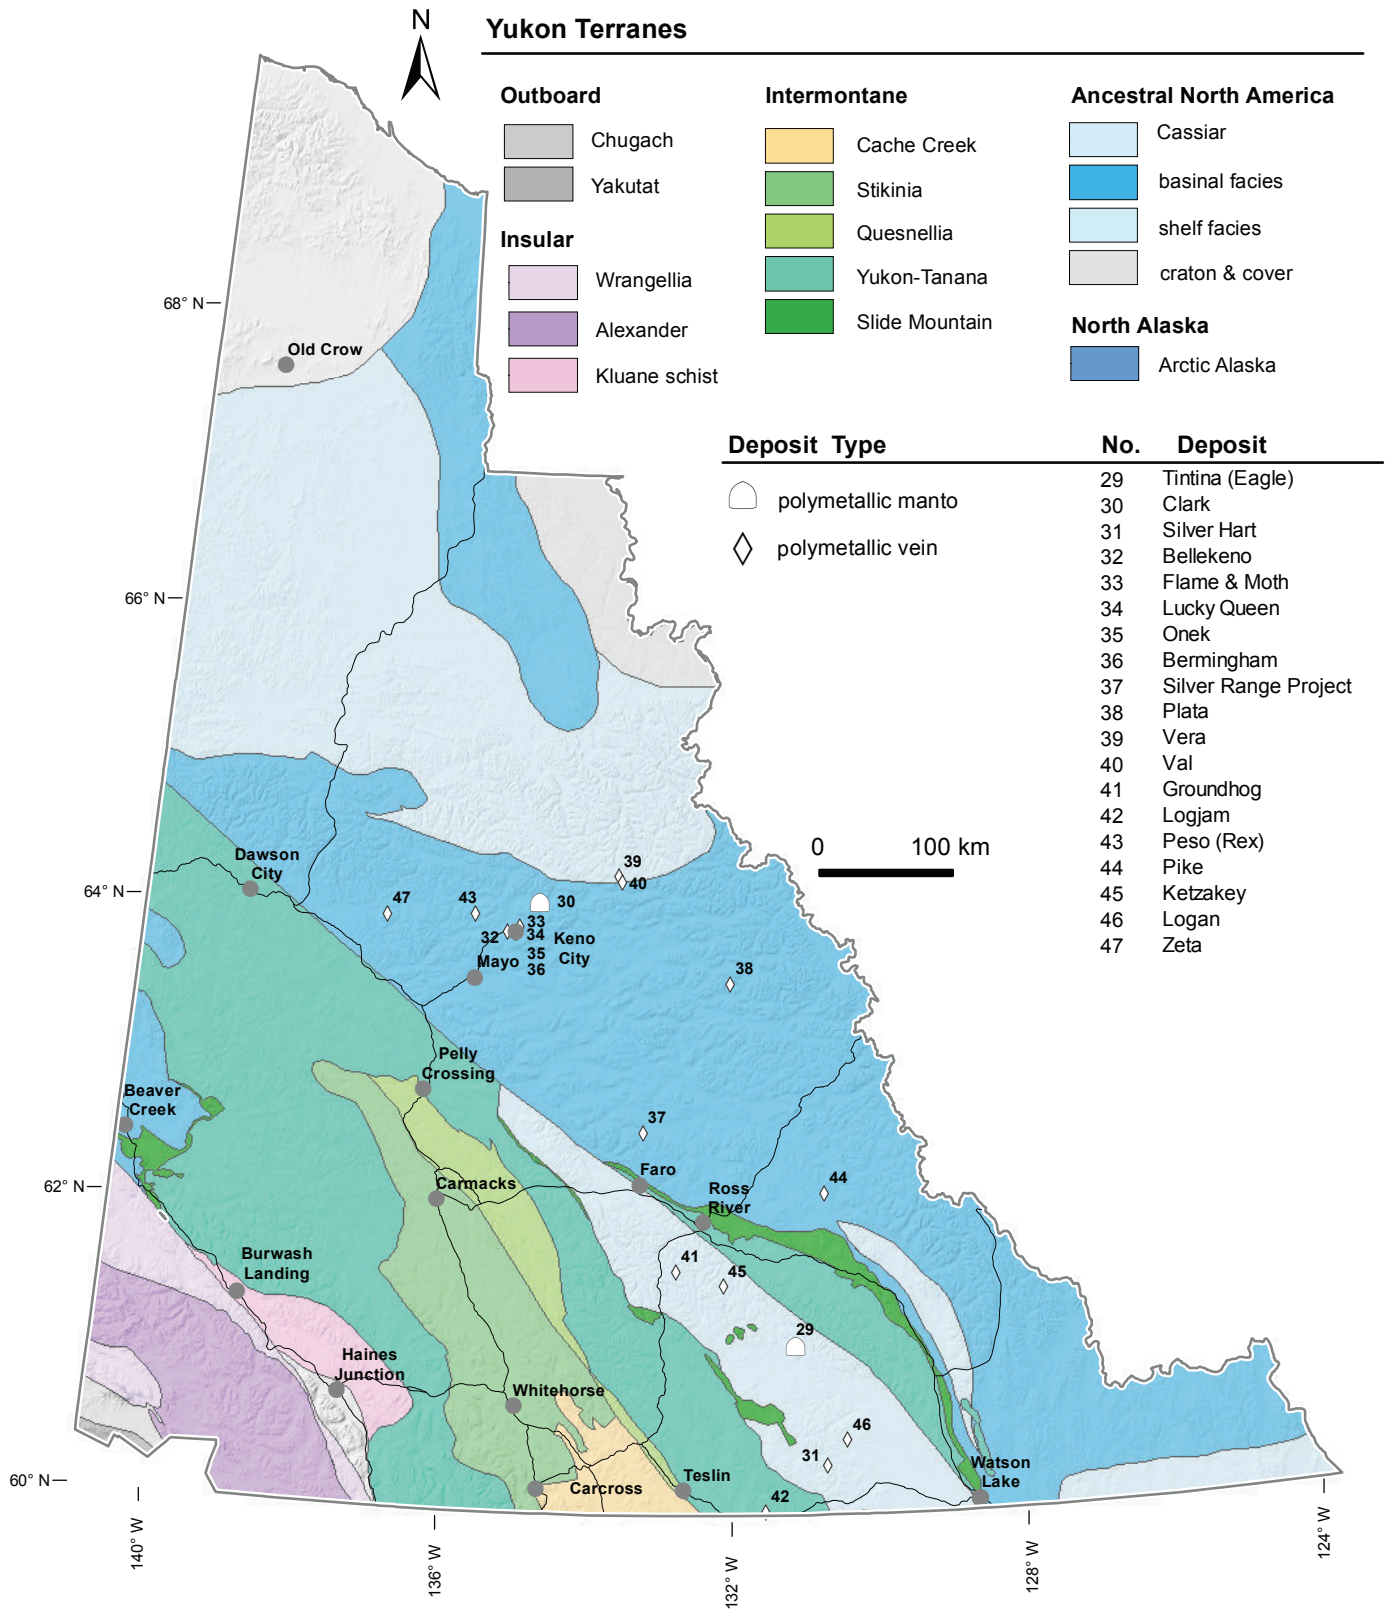 N
Yukon Terranes
Outboard
Chugach
Yakutat
Insular
Wrangellia
Alexander
Kluane schist
Intermontane
Cache Creek
Stikinia
Quesnellia
Yukon-Tanana
Slide Mountain
Ancestral North America
Cassiar
basinal facies
shelf facies
craton & cover
North Alaska
Arctic Alaska
Deposit Type
polymetallic manto
polymetallic vein
No. Deposit
29 Tintina (Eagle)
30 Clark
31 Silver Hart
32 Bellekeno
33 Flame & Moth
34 Lucky Queen
35 Onek
36 Bermingham
37 Silver Range Project
38 Plata
39 Vera
40 Val
41 Groundhog
42 Logjam
43 Peso (Rex)
44 Pike
45 Ketzakey
46 Logan
47 Zeta
0 100 km
68° N
Old Crow
66° N
64° N
Dawson
City
39
40
47
43
30
33
32
34
35
36
Keno
City
Mayo
38
Pelly
Crossing
Beaver
Creek
37
62° N
Faro
Carmacks
Ross
River
44
Burwash
Landing
41
45
29
Haines
Junction
Whitehorse
46
31
60° N
Carcross
Teslin
42
Watson
Lake
140° W
136° W
132° W
128° W
124° W